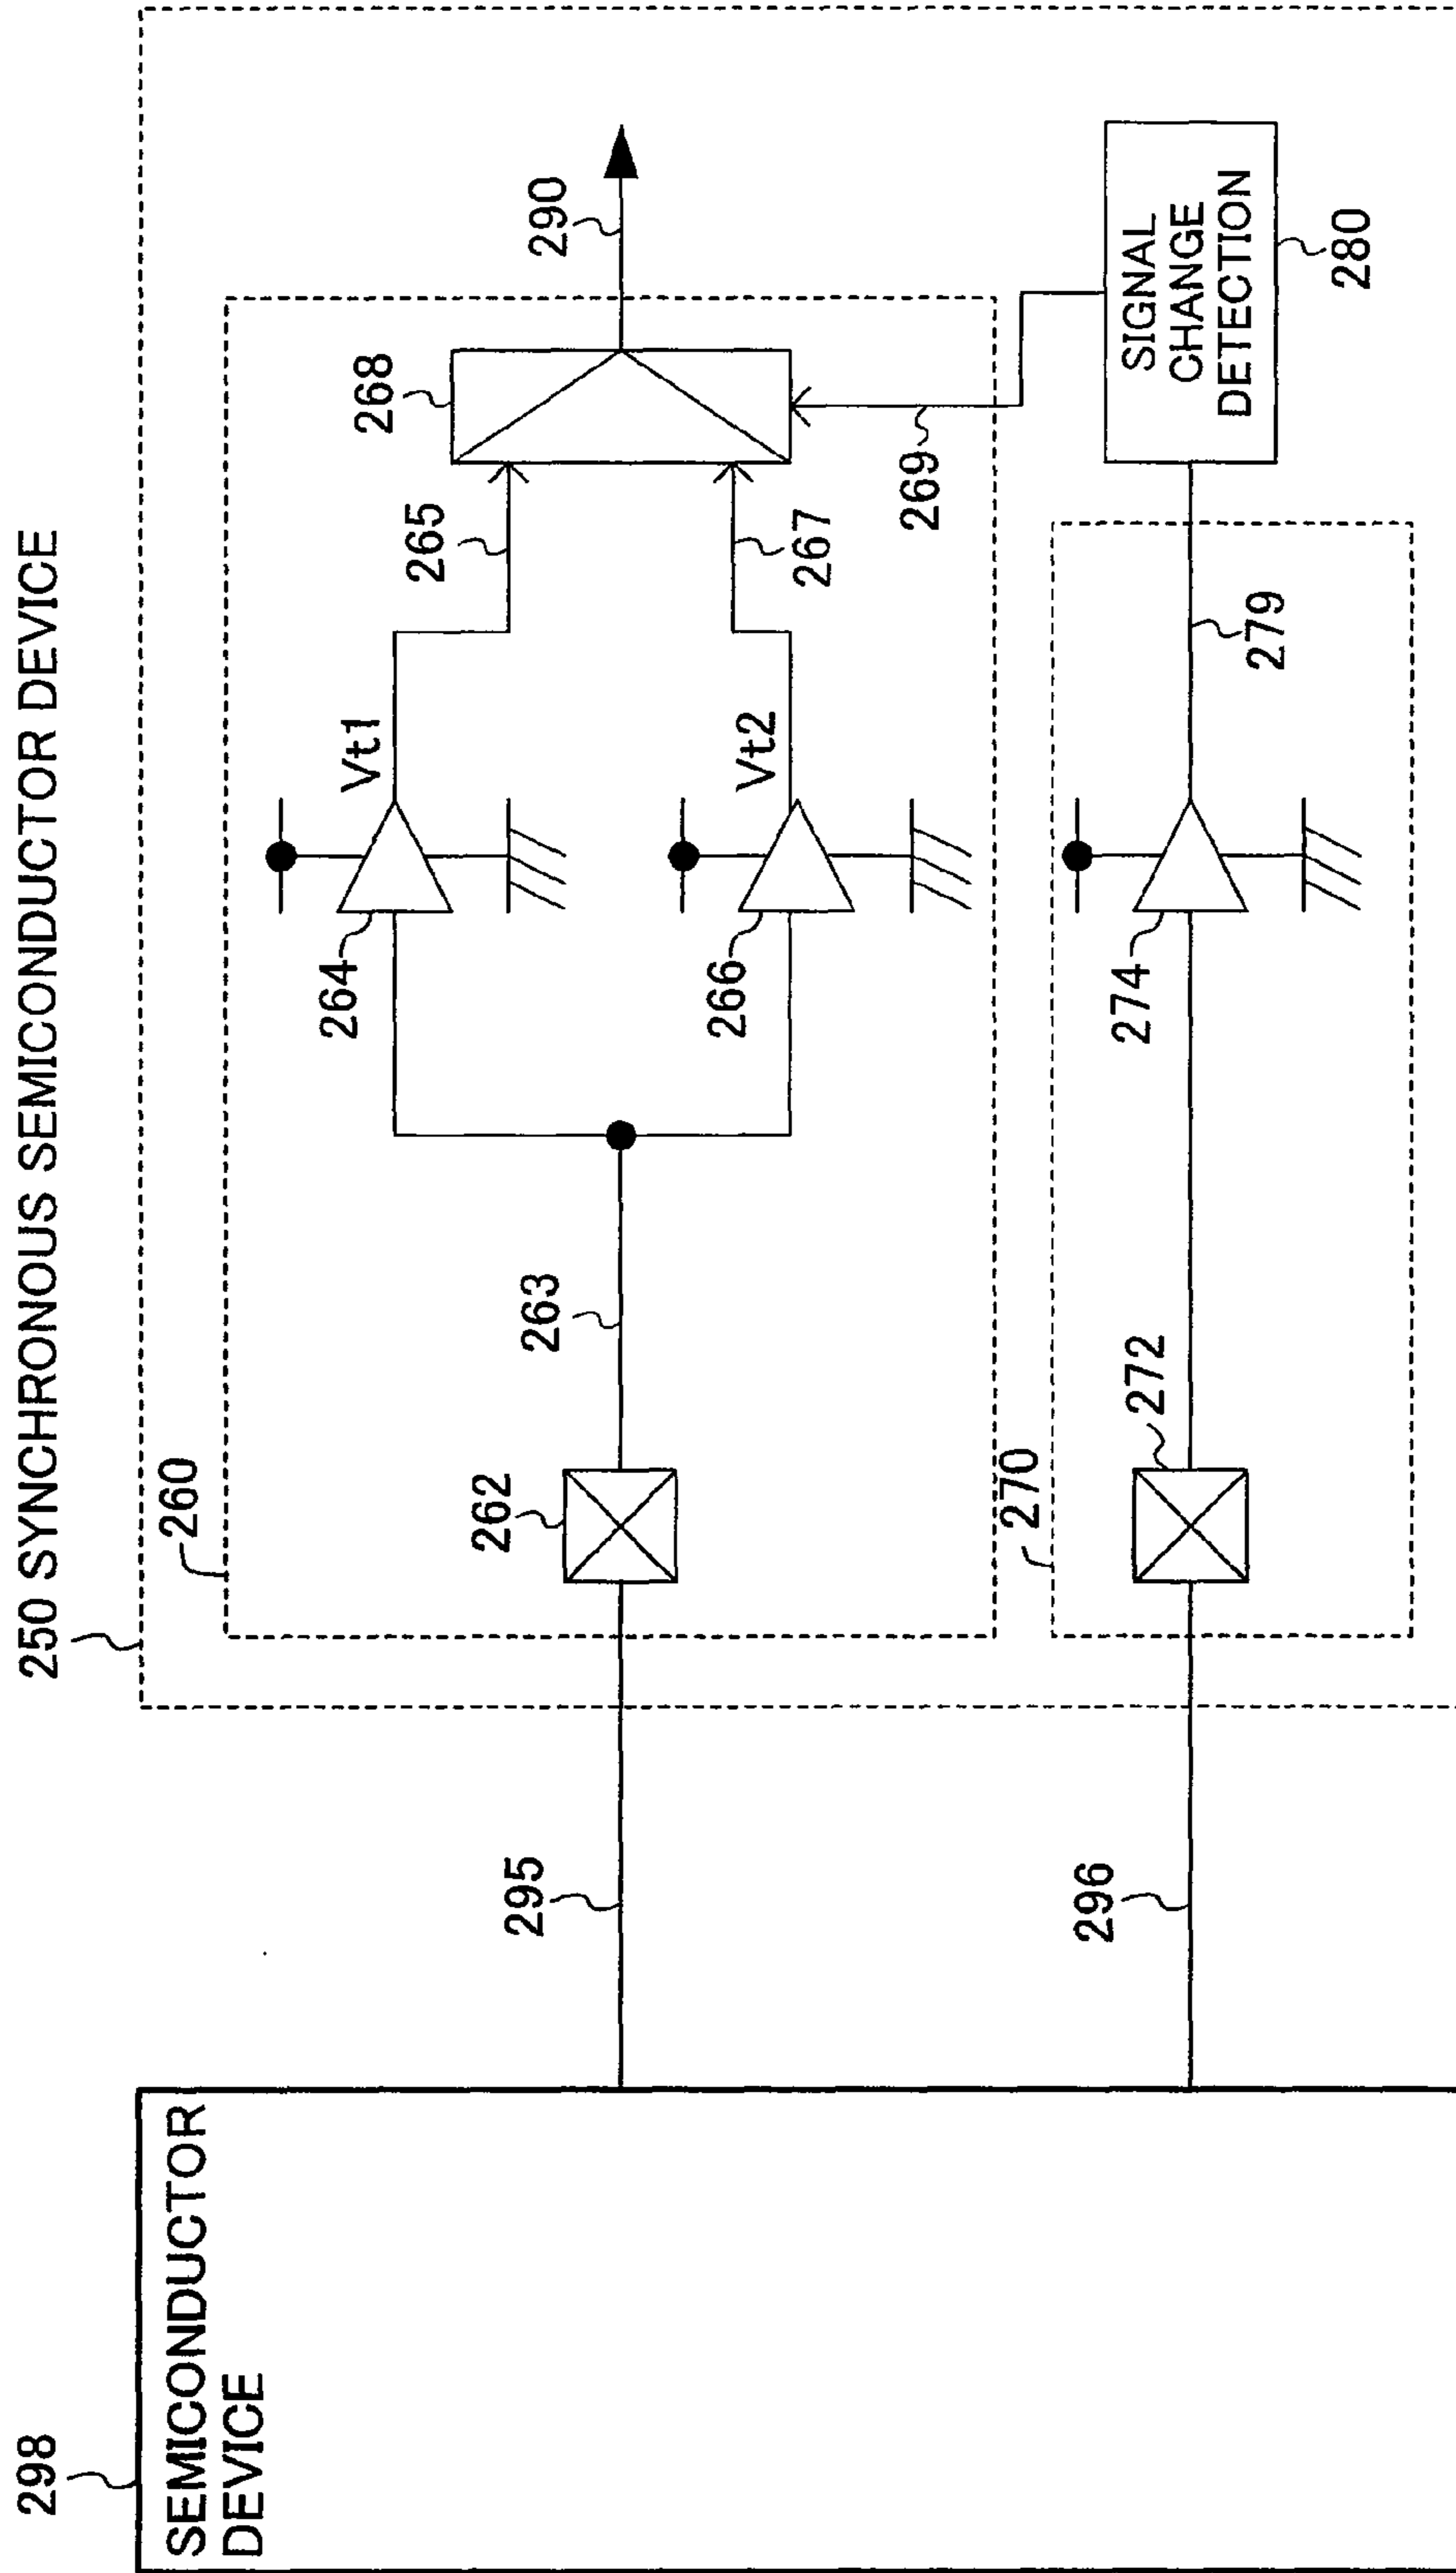 250 SYNCHRONOUS SEMICONDUCTOR DEVICE
298
SEMICONDUCTOR
DEVICE
260
264
Vt1
265
268
290
295
262
263
266
Vt2
267
269
270
296
272
274
279
SIGNAL
CHANGE
DETECTION
280